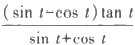 (sin t−cos t)tan t
sin t+cos t